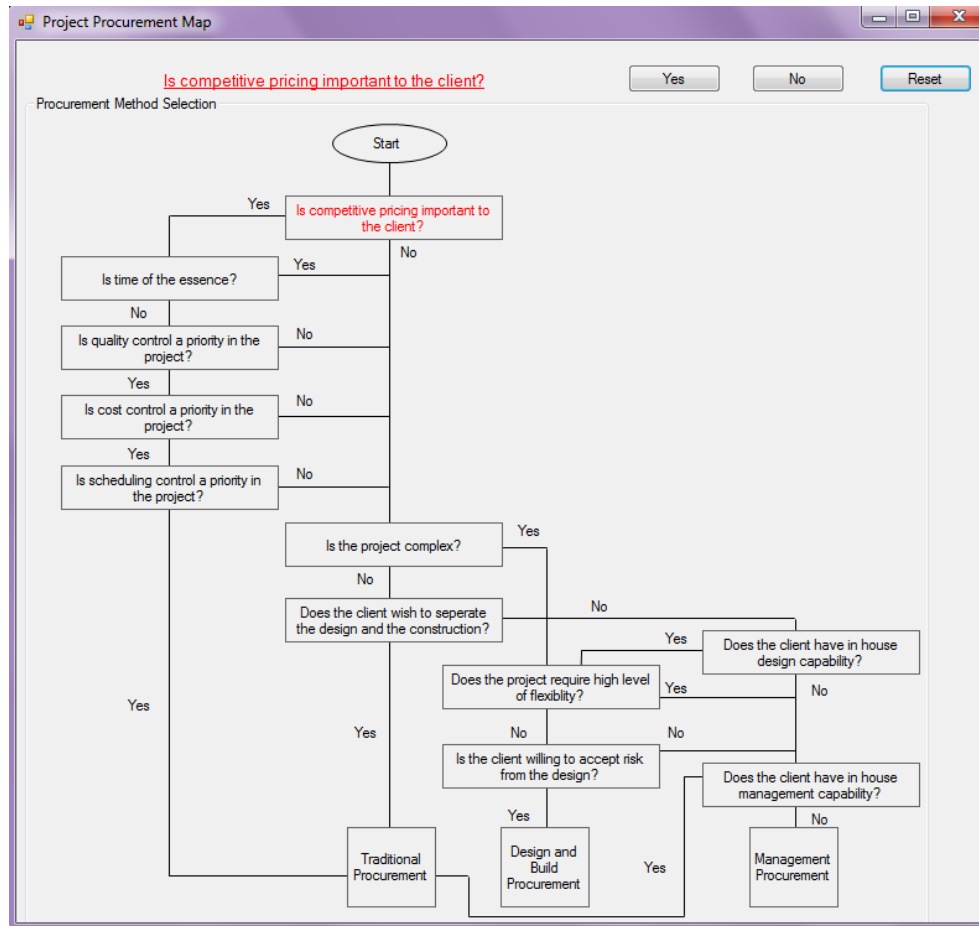 Project Procurement Map
Is competitive pricing important to the client?
Yes
No
Reset
Procurement Method Selection
Start
Yes
Is competitive pricing important to
the client?
No
Is time of the essence?
Yes
No
Is quality control a priority in the
project?
No
Yes
Is cost control a priority in the
project?
No
Yes
Is scheduling control a priority in
the project?
No
Is the project complex?
Yes
No
Does the client wish to seperate
the design and the construction?
No
Yes
Does the client have in house
design capability?
Does the project require high level
of flexiblity?
Yes
No
Yes
Yes
No
No
Is the client willing to accept risk
from the design?
Does the client have in house
management capability?
Yes
No
Traditional
Procurement
Design and
Build
Procurement
Yes
Management
Procurement